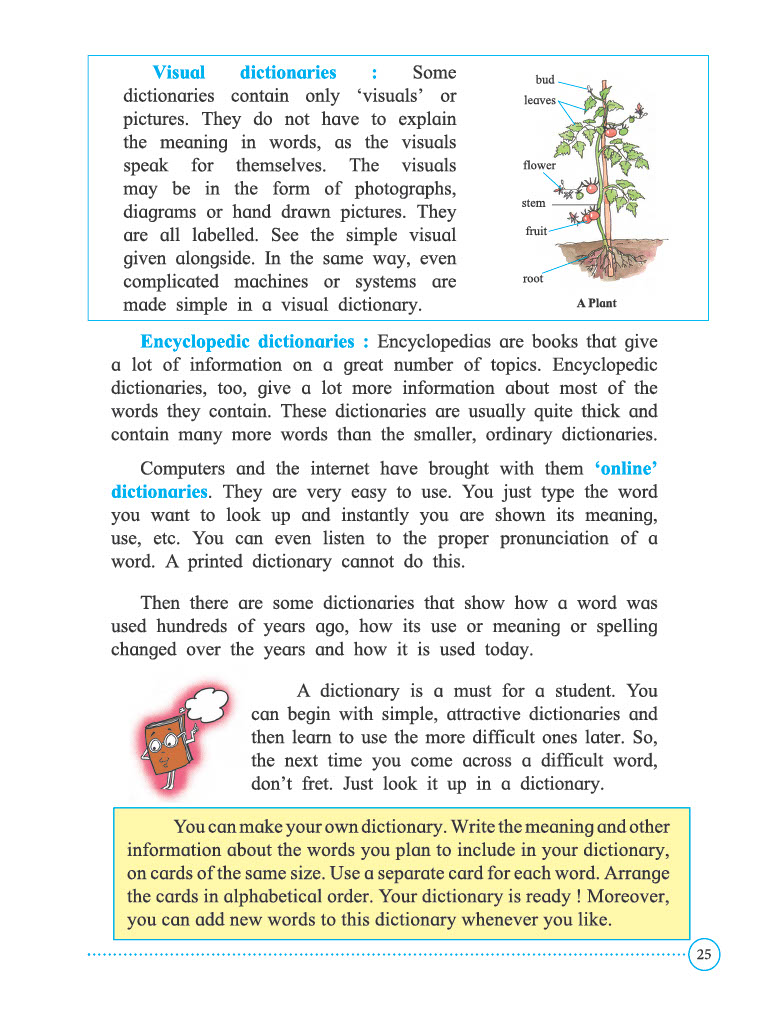 Visual dictionaries : Some
dictionaries contain only ‘visuals’ or
pictures. They do not have to explain
the meaning in words, as the visuals
speak for themselves. The visuals
may be in the form of photographs,
diagrams or hand drawn pictures. They
are all labelled. See the simple visual
given alongside. In the same way, even
complicated machines or systems are
made simple in a visual dictionary.
bud
leaves
flower
stem
fruit
root
A Plant
Encyclopedic dictionaries : Encyclopedias are books that give
a lot of information on a great number of topics. Encyclopedic
dictionaries, too, give a lot more information about most of the
words they contain. These dictionaries are usually quite thick and
contain many more words than the smaller, ordinary dictionaries.
Computers and the internet have brought with them ‘online’
dictionaries. They are very easy to use. You just type the word
you want to look up and instantly you are shown its meaning,
use, etc. You can even listen to the proper pronunciation of a
word. A printed dictionary cannot do this.
Then there are some dictionaries that show how a word was
used hundreds of years ago, how its use or meaning or spelling
changed over the years and how it is used today.
A dictionary is a must for a student. You
can begin with simple, attractive dictionaries and
then learn to use the more difficult ones later. So,
the next time you come across a difficult word,
don’t fret. Just look it up in a dictionary.
You can make your own dictionary. Write the meaning and other
information about the words you plan to include in your dictionary,
on cards of the same size. Use a separate card for each word. Arrange
the cards in alphabetical order. Your dictionary is ready ! Moreover,
you can add new words to this dictionary whenever you like.
25